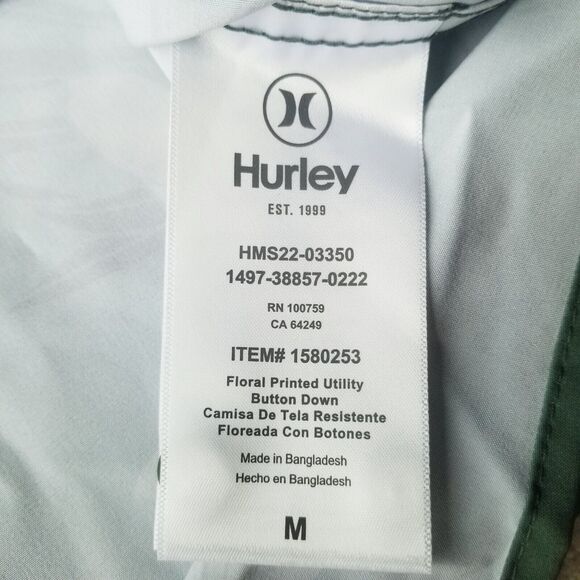 Hurley
EST. 1999
HMS22-03350
1497-38857-0222
RN 100759
CA 64249
ITEM# 1580253
Floral Printed Utility
Button Down
Camisa De Tela Resistente
Floreada Con Botones
Made in Bangladesh
Hecho en Bangladesh
M